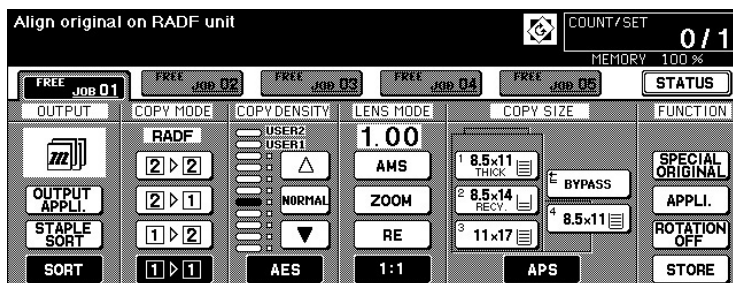 Align original on RADF unit
COUNT/SET
0/1
MEMORY 100 %
FREE JOB 01
FREE JOB 02
FREE JOB 03
FREE JOB 04
FREE JOB 05
STATUS
OUTPUT
COPY MODE
COPY DENSITY
LENS MODE
COPY SIZE
FUNCTION
m
OUTPUT
APPLI.
STAPLE
SORT
SORT
RADF
2 ▷ 2
2 ▷ 1
1 ▷ 2
1 ▷ 1
USER2
USER1
△
NORMAL
▼
AES
1.00
AMS
ZOOM
RE
1:1
1 8.5x11
THICK
2 8.5x14
RECY.
3 11x17
BYPASS
4 8.5x11
APS
SPECIAL
ORIGINAL
APPLI.
ROTATION
OFF
STORE